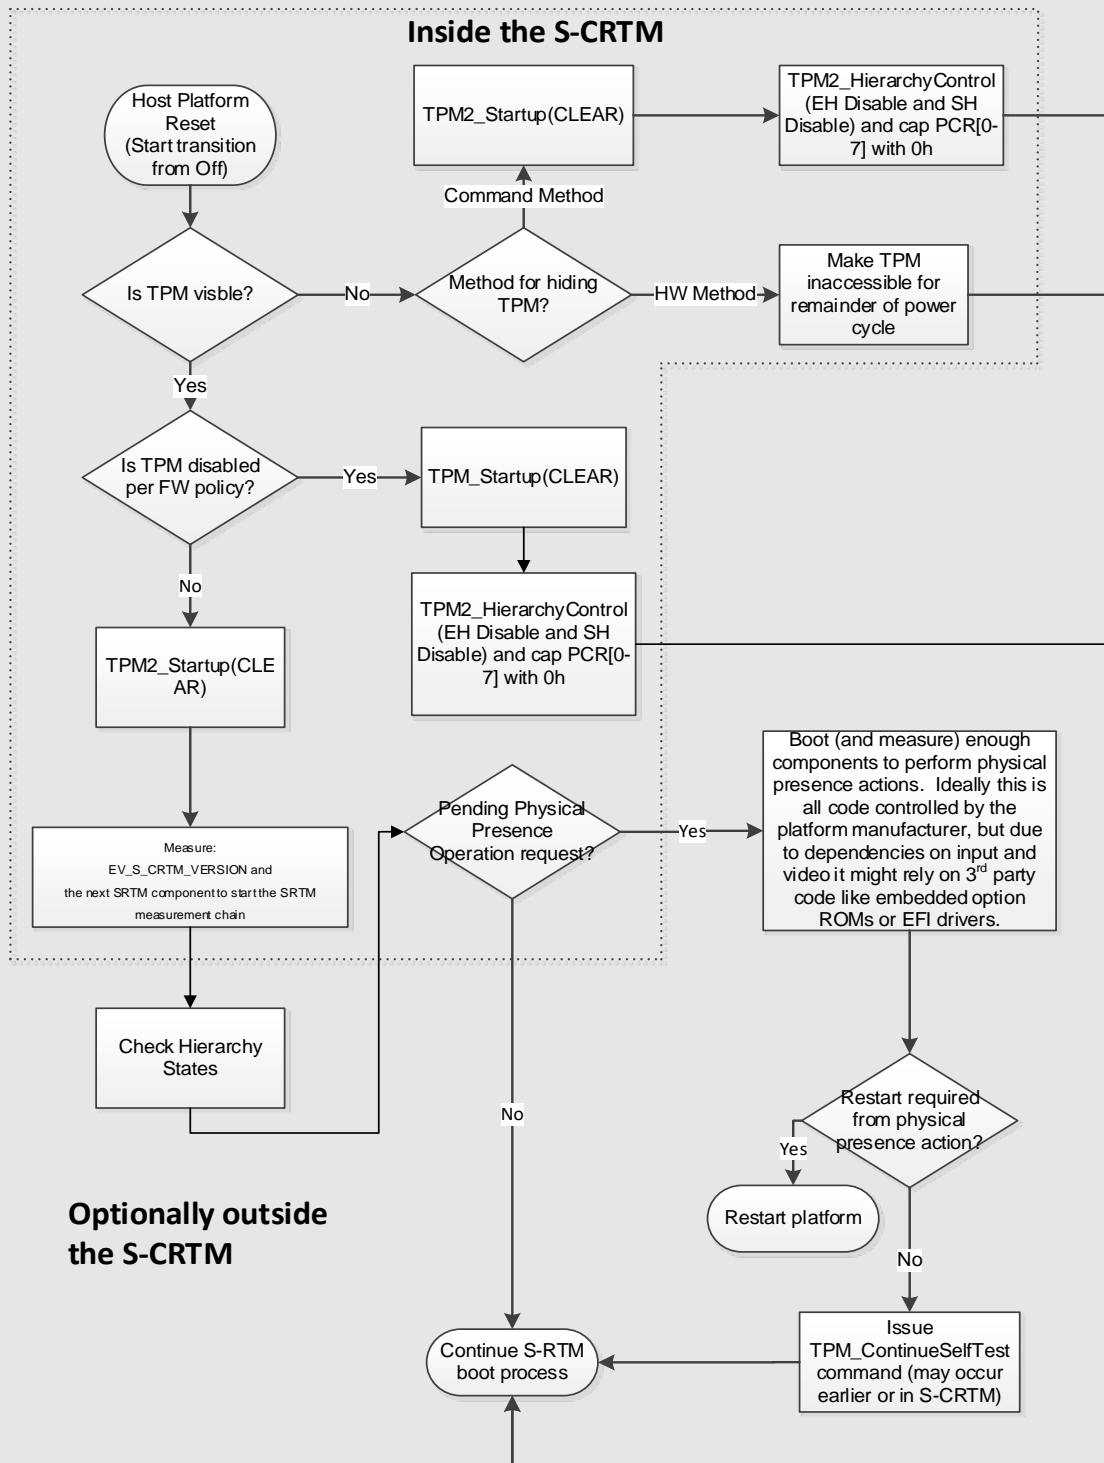 Inside the S-CRTM
Host Platform
Reset
(Start transition
from Off)
TPM2_Startup(CLEAR)
TPM2_HierarchyControl
(EH Disable and SH
Disable) and cap PCR[0-
7] with 0h
Command Method
Is TPM visble?
No
Method for hiding
TPM?
HW Method
Make TPM
inaccessible for
remainder of power
cycle
Yes
Is TPM disabled
per FW policy?
Yes
TPM_Startup(CLEAR)
No
TPM2_HierarchyControl
(EH Disable and SH
Disable) and cap PCR[0-
7] with 0h
TPM2_Startup(CLE
AR)
Measure:
EV_S_CRTM_VERSION and
the next SRTM component to start the SRTM
measurement chain
Pending Physical
Presence
Operation request?
Yes
Boot (and measure) enough
components to perform physical
presence actions.  Ideally this is
all code controlled by the
platform manufacturer, but due
to dependencies on input and
video it might rely on 3rd party
code like embedded option
ROMs or EFI drivers.
Check Hierarchy
States
No
Restart required
from physical
presence action?
Yes
Restart platform
No
Optionally outside
the S-CRTM
Issue
TPM_ContinueSelfTest
command (may occur
earlier or in S-CRTM)
Continue S-RTM
boot process